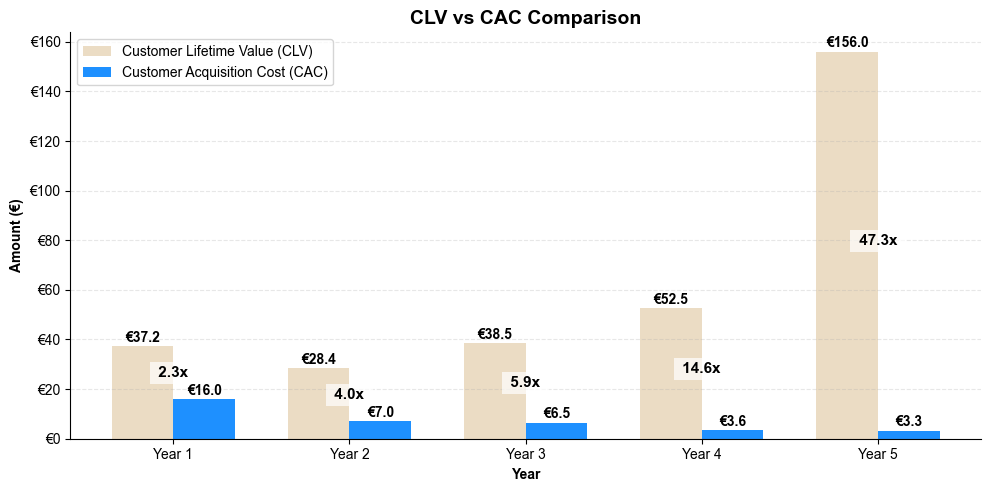 CLV vs CAC Comparison
Customer Lifetime Value (CLV)
Customer Acquisition Cost (CAC)
Amount (€)
€160
€140
€120
€100
€80
€60
€40
€20
€0
€37.2
€28.4
€38.5
€52.5
€156.0
2.3x
4.0x
5.9x
14.6x
47.3x
€16.0
€7.0
€6.5
€3.6
€3.3
Year 1
Year 2
Year 3
Year 4
Year 5
Year